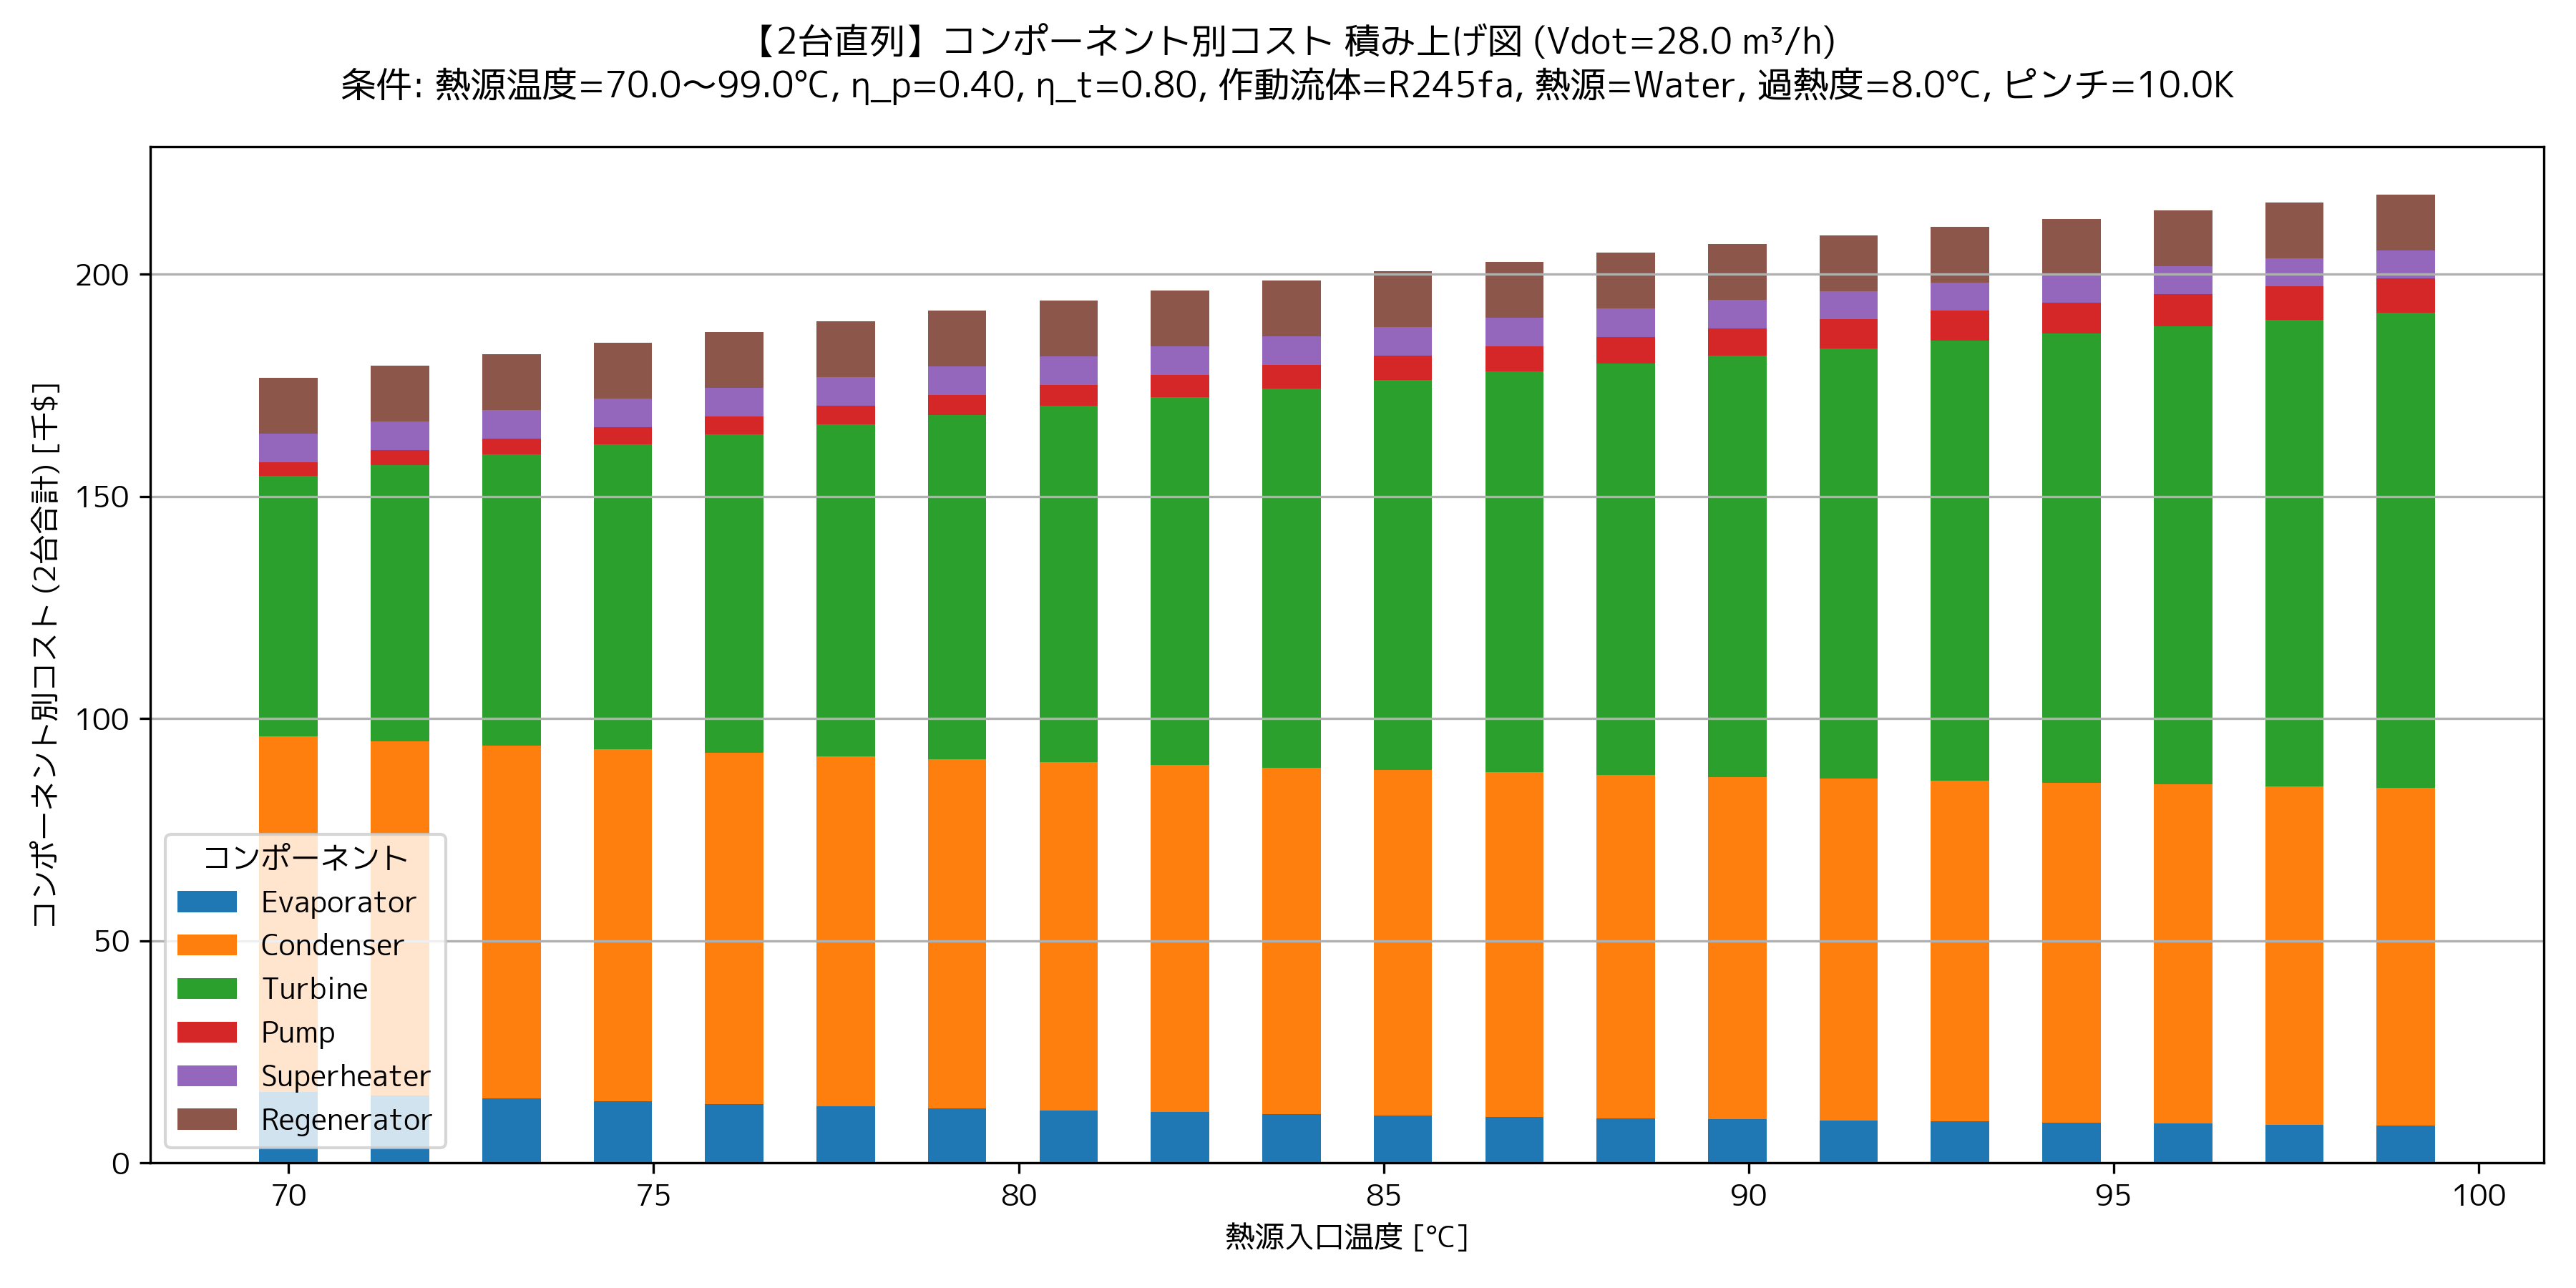 【2台直列】コンポーネント別コスト 積み上げ図 (Vdot=28.0 m³/h)
条件: 熱源温度=70.0～99.0℃, η_p=0.40, η_t=0.80, 作動流体=R245fa, 熱源=Water, 過熱度=8.0℃, ピンチ=10.0K
コンポーネント別コスト (2台合計) [千$]
200
150
100
50
0
コンポーネント
Evaporator
Condenser
Turbine
Pump
Superheater
Regenerator
70
75
80
85
90
95
100
熱源入口温度 [℃]